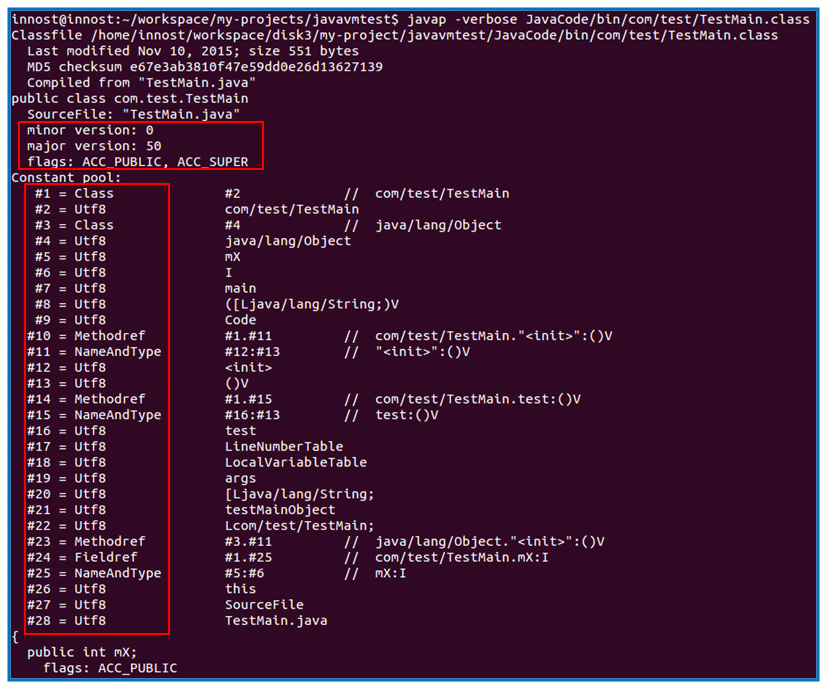 innost@innost:~/workspace/my-projects/javavmtest$ javap -verbose JavaCode/bin/com/test/TestMain.class
Classfile /home/innost/workspace/disk3/my-project/javavmtest/JavaCode/bin/com/test/TestMain.class
  Last modified Nov 10, 2015; size 551 bytes
  MD5 checksum e67e3ab3810f47e59dd0e26d13627139
  Compiled from "TestMain.java"
public class com.test.TestMain
  SourceFile: "TestMain.java"
  minor version: 0
  major version: 50
  flags: ACC_PUBLIC, ACC_SUPER
Constant pool:
   #1 = Class              #2             //  com/test/TestMain
   #2 = Utf8               com/test/TestMain
   #3 = Class              #4             //  java/lang/Object
   #4 = Utf8               java/lang/Object
   #5 = Utf8               mX
   #6 = Utf8               I
   #7 = Utf8               main
   #8 = Utf8               ([Ljava/lang/String;)V
   #9 = Utf8               Code
  #10 = Methodref          #1.#11         //  com/test/TestMain."<init>":()V
  #11 = NameAndType        #12:#13        //  "<init>":()V
  #12 = Utf8               <init>
  #13 = Utf8               ()V
  #14 = Methodref          #1.#15         //  com/test/TestMain.test:()V
  #15 = NameAndType        #16:#13        //  test:()V
  #16 = Utf8               test
  #17 = Utf8               LineNumberTable
  #18 = Utf8               LocalVariableTable
  #19 = Utf8               args
  #20 = Utf8               [Ljava/lang/String;
  #21 = Utf8               testMainObject
  #22 = Utf8               Lcom/test/TestMain;
  #23 = Methodref          #3.#11         //  java/lang/Object."<init>":()V
  #24 = Fieldref           #1.#25         //  com/test/TestMain.mX:I
  #25 = NameAndType        #5:#6          //  mX:I
  #26 = Utf8               this
  #27 = Utf8               SourceFile
  #28 = Utf8               TestMain.java
{
  public int mX;
    flags: ACC_PUBLIC